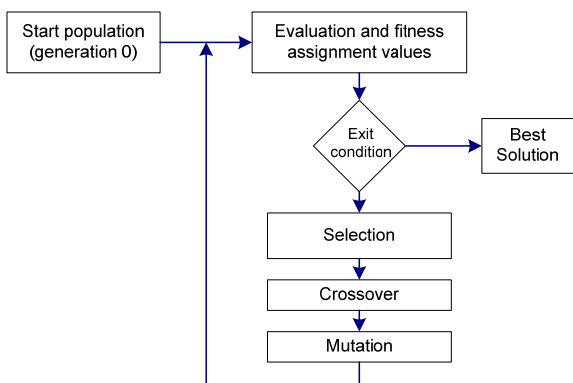 Start population
(generation 0)
Evaluation and fitness
assignment values
Exit
condition
Best
Solution
Selection
Crossover
Mutation